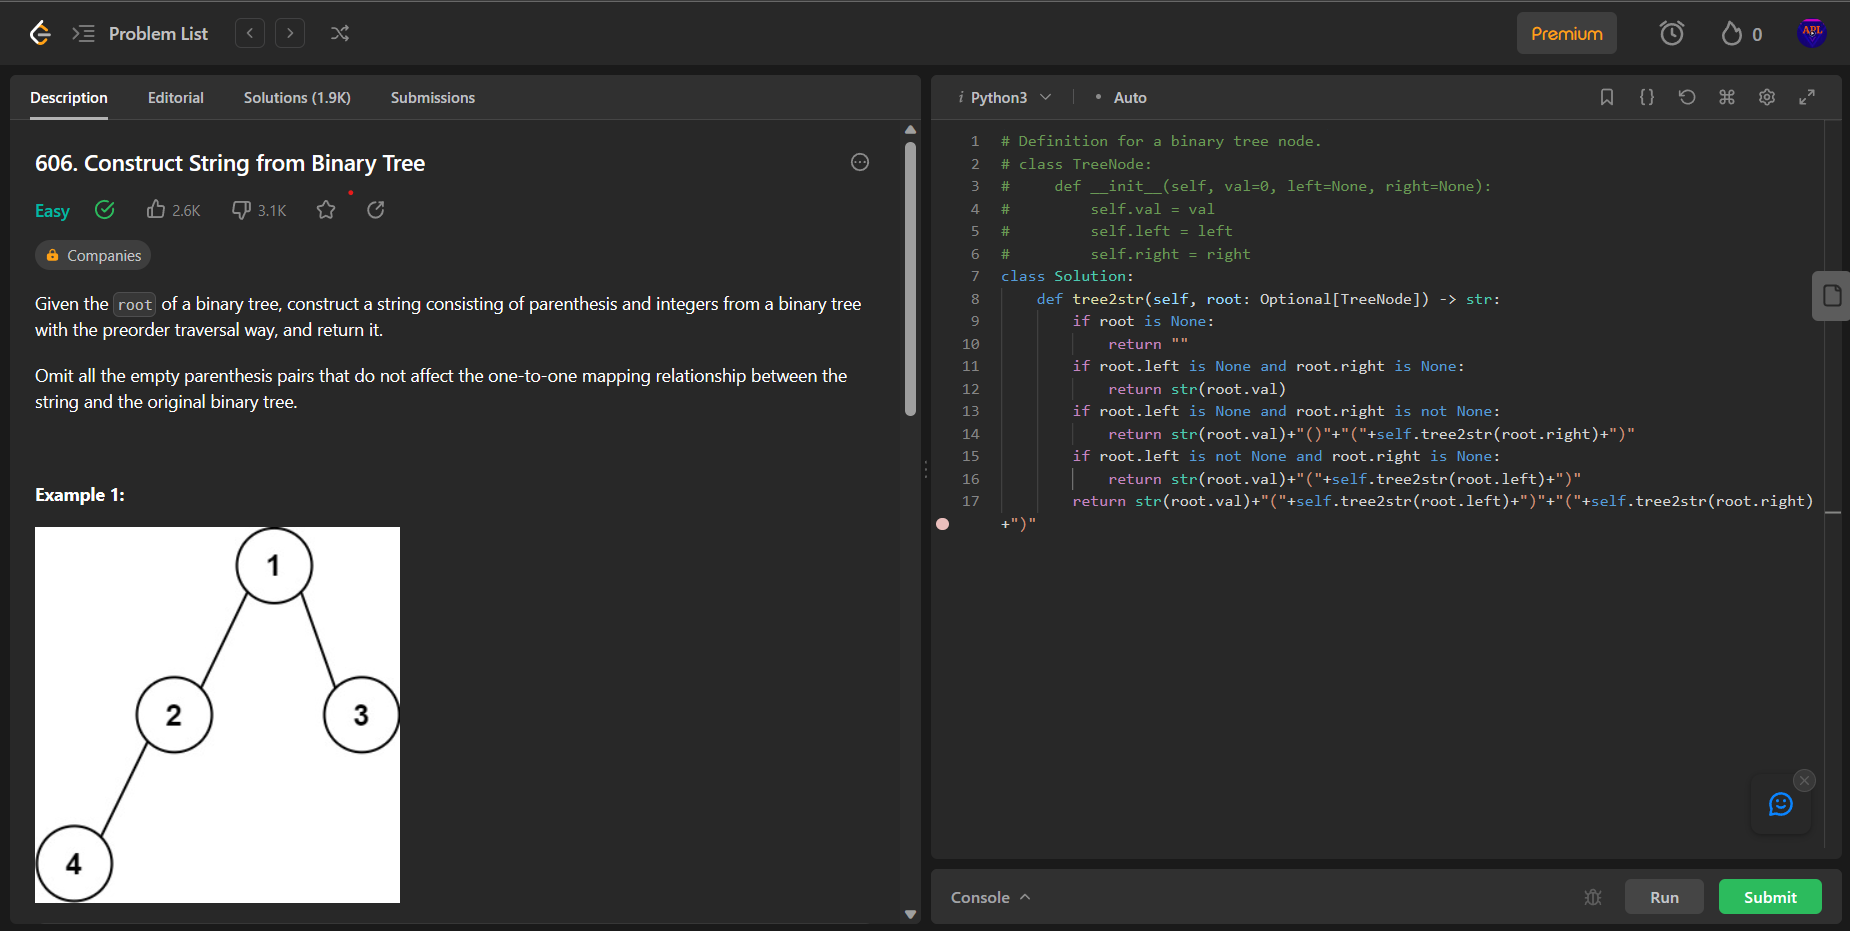 Problem List
Premium
0
APL
Description Editorial Solutions (1.9K) Submissions
606. Construct String from Binary Tree
Easy 2.6K 3.1K
Companies
Given the root of a binary tree, construct a string consisting of parenthesis and integers from a binary tree
with the preorder traversal way, and return it.
Omit all the empty parenthesis pairs that do not affect the one-to-one mapping relationship between the
string and the original binary tree.
Example 1:
1
2 3
4
i Python3 • Auto
1 # Definition for a binary tree node.
2 # class TreeNode:
3 #     def __init__(self, val=0, left=None, right=None):
4 #         self.val = val
5 #         self.left = left
6 #         self.right = right
7 class Solution:
8     def tree2str(self, root: Optional[TreeNode]) -> str:
9         if root is None:
10             return ""
11         if root.left is None and root.right is None:
12             return str(root.val)
13         if root.left is None and root.right is not None:
14             return str(root.val)+"()"+"("+self.tree2str(root.right)+")"
15         if root.left is not None and root.right is None:
16             return str(root.val)+"("+self.tree2str(root.left)+")"
17         return str(root.val)+"("+self.tree2str(root.left)+")"+"("+self.tree2str(root.right)
+")"
Console
Run
Submit